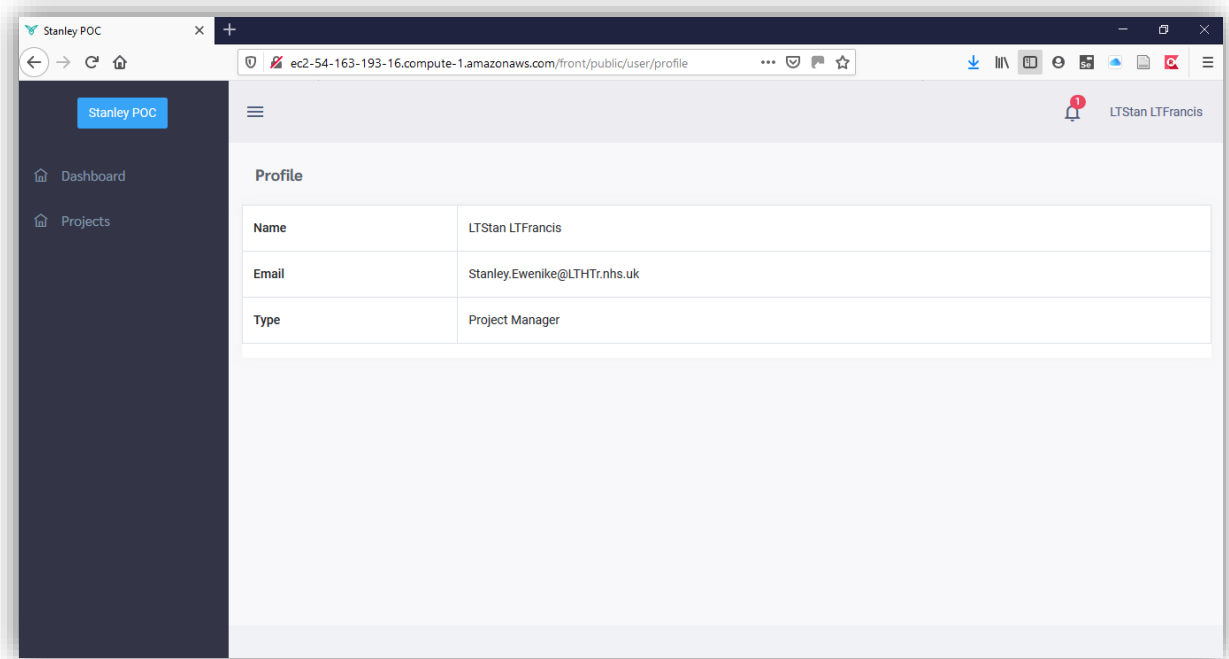 Stanley POC
ec2-54-163-193-16.compute-1.amazonaws.com/front/public/user/profile
Se
Stanley POC
1
LTStan LTFrancis
Dashboard
Projects
Profile
Name LTStan LTFrancis
Email Stanley.Ewenike@LTHTr.nhs.uk
Type Project Manager